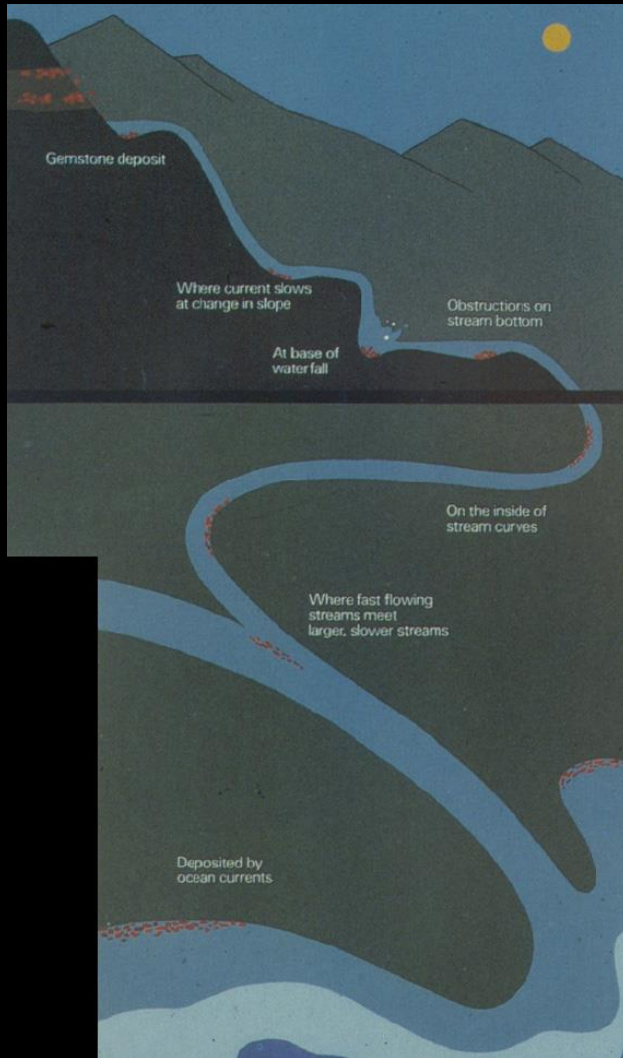 Gemstone deposit
Where current slows
at change in slope
Obstructions on
stream bottom
At base of
waterfall
On the inside of
stream curves
Where fast flowing
streams meet
larger, slower streams
Deposited by
ocean currents